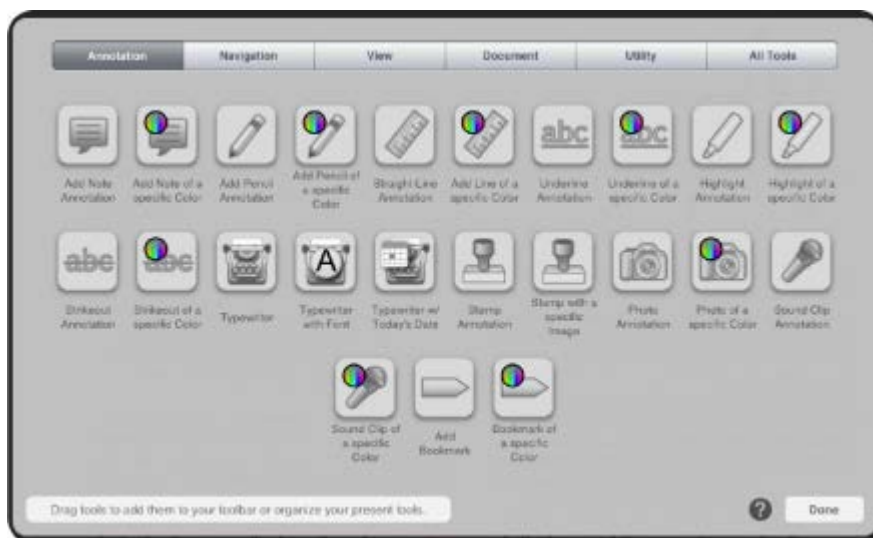 Annotation Navigation View Document Utility All Tools
abc abc
Add Note Add Note of a Add Pencil Add Pencil of Straight Line Add Line of a Underline Underline of a Highlight Highlight of a
Annotation specific Color Annotation a specific Annotation specific Color Annotation specific Color Annotation specific Color
Color
abc abc A
Strikeout Strikeout of a Typewriter Typewriter Typewriter w/ Stamp Stamp with a Photo Photo of a Sound Clip
Annotation specific Color with Font Today's Date Annotation specific Annotation specific Color Annotation
Image
Sound Clip of Add Bookmark of
a specific Bookmark a specific
Color Color
Drag tools to add them to your toolbar or organize your present tools. ? Done